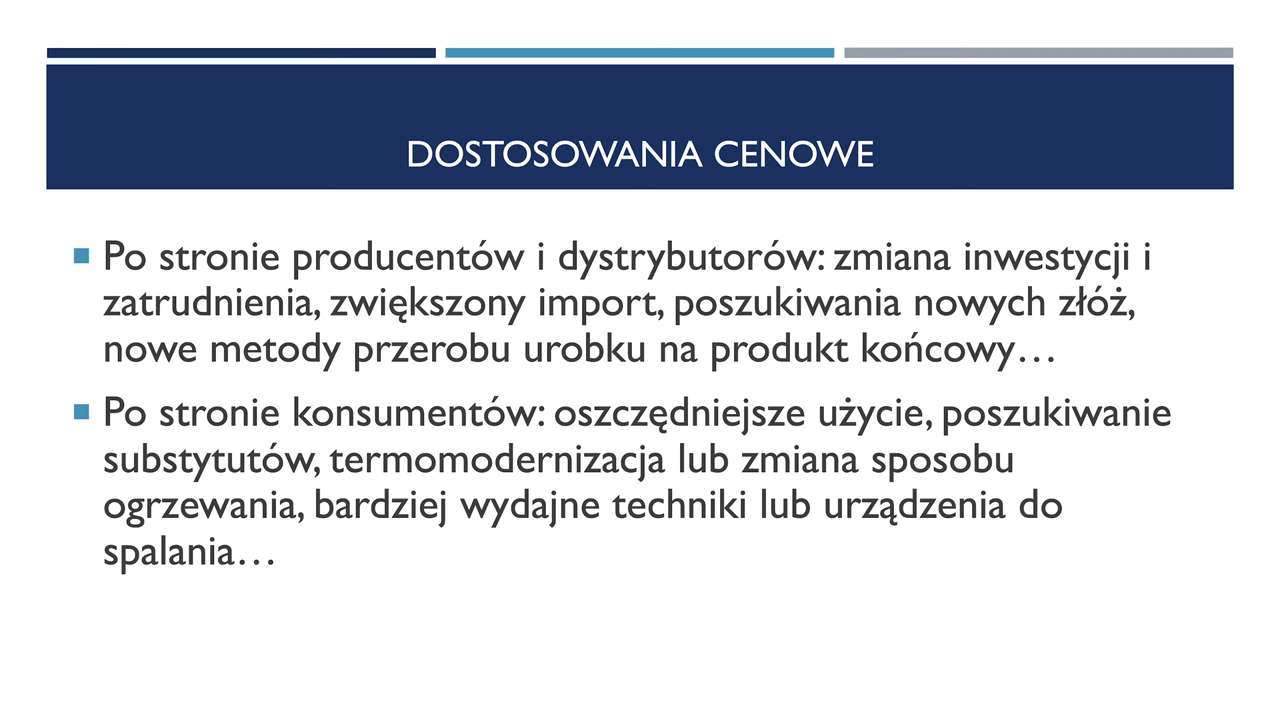 DOSTOSOWANIA CENOWE
Po stronie producentów i dystrybutorów: zmiana inwestycji i
zatrudnienia, zwiększony import, poszukiwania nowych złóż,
nowe metody przerobu urobku na produkt końcowy…
Po stronie konsumentów: oszczędniejsze użycie, poszukiwanie
substytutów, termomodernizacja lub zmiana sposobu
ogrzewania, bardziej wydajne techniki lub urządzenia do
spalania…